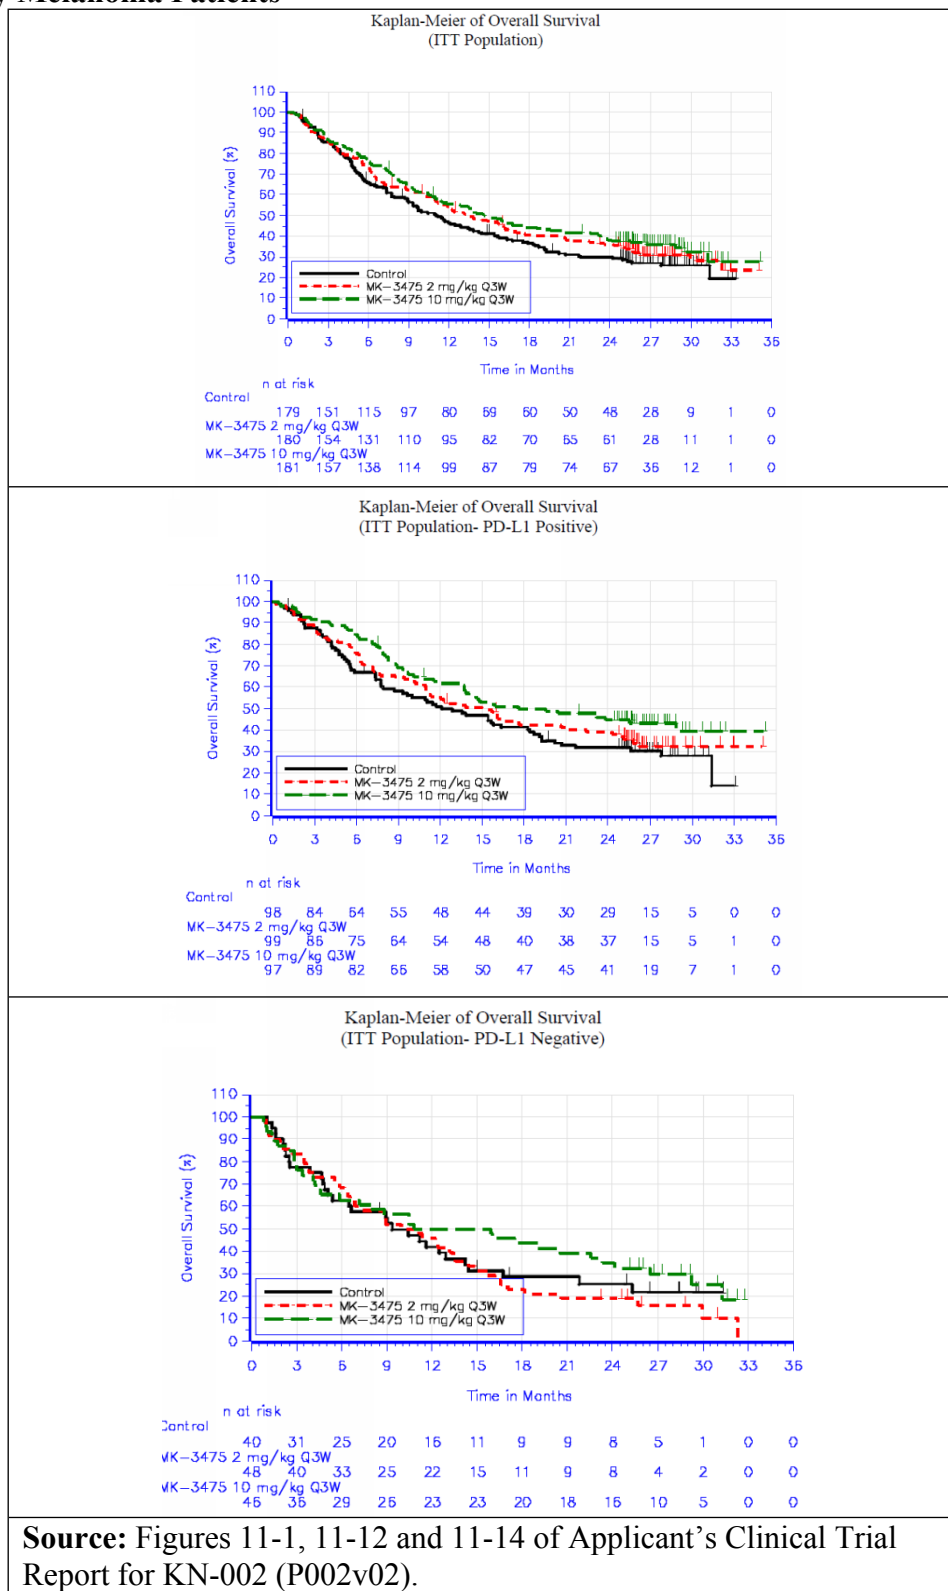 Melanoma Patients
Kaplan-Meier of Overall Survival
(ITT Population)
110
100
90
80
70
60
50
40
30
20
10
0
Overall Survival (%)
Control
MK-3475 2 mg/kg Q3W
MK-3475 10 mg/kg Q3W
0 3 6 9 12 15 18 21 24 27 30 33 36
Time in Months
n at risk
Control
179 151 115 97 80 69 60 50 48 28 9 1 0
MK-3475 2 mg/kg Q3W
180 154 131 110 95 82 70 65 61 28 11 1 0
MK-3475 10 mg/kg Q3W
181 157 138 114 99 87 79 74 67 36 12 1 0
Kaplan-Meier of Overall Survival
(ITT Population- PD-L1 Positive)
110
100
90
80
70
60
50
40
30
20
10
0
Overall Survival (%)
Control
MK-3475 2 mg/kg Q3W
MK-3475 10 mg/kg Q3W
0 3 6 9 12 15 18 21 24 27 30 33 36
Time in Months
n at risk
Control
98 84 64 55 48 44 39 30 29 15 5 0 0
MK-3475 2 mg/kg Q3W
99 86 75 64 54 48 40 38 37 15 5 1 0
MK-3475 10 mg/kg Q3W
97 89 82 66 58 50 47 45 41 19 7 1 0
Kaplan-Meier of Overall Survival
(ITT Population- PD-L1 Negative)
110
100
90
80
70
60
50
40
30
20
10
0
Overall Survival (%)
Control
MK-3475 2 mg/kg Q3W
MK-3475 10 mg/kg Q3W
0 3 6 9 12 15 18 21 24 27 30 33 36
Time in Months
n at risk
Control
40 31 25 20 16 11 9 9 8 5 1 0 0
MK-3475 2 mg/kg Q3W
48 40 33 25 22 15 11 9 8 4 2 0 0
MK-3475 10 mg/kg Q3W
46 36 29 26 23 23 20 18 16 10 5 0 0
Source: Figures 11-1, 11-12 and 11-14 of Applicant's Clinical Trial
Report for KN-002 (P002v02).